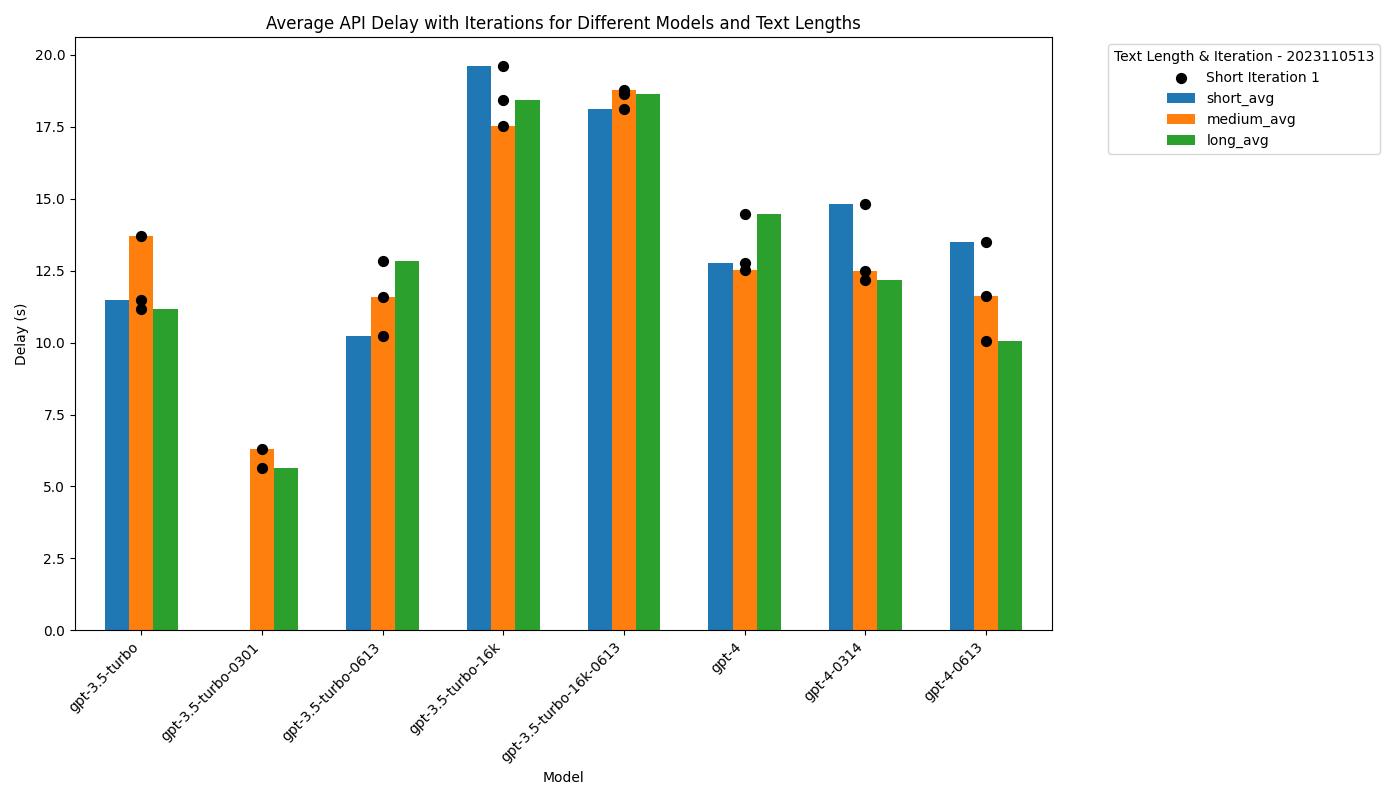 Average API Delay with Iterations for Different Models and Text Lengths
Text Length & Iteration - 2023110513
Short Iteration 1
short_avg
medium_avg
long_avg
Delay (s)
20.0
17.5
15.0
12.5
10.0
7.5
5.0
2.5
0.0
gpt-3.5-turbo
gpt-3.5-turbo-0301
gpt-3.5-turbo-0613
gpt-3.5-turbo-16k
gpt-3.5-turbo-16k-0613
gpt-4
gpt-4-0314
gpt-4-0613
Model